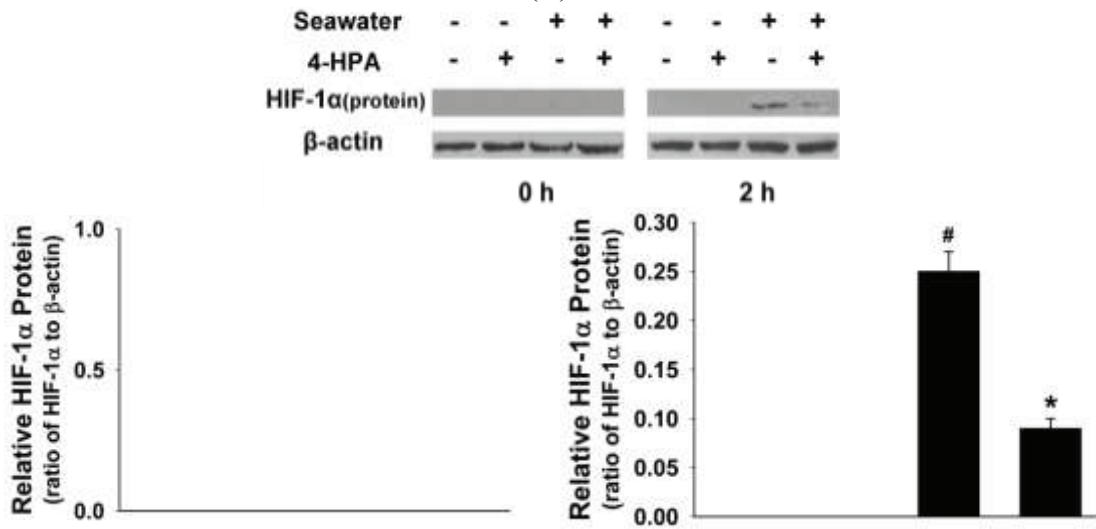 Seawater - - + + - - + +
4-HPA - + - + - + - +
HIF-1α(protein)
β-actin
0 h 2 h
Relative HIF-1α Protein
(ratio of HIF-1α to β-actin)
1.0
0.5
0.0
Relative HIF-1α Protein
(ratio of HIF-1α to β-actin)
0.30
0.25
0.20
0.15
0.10
0.05
0.00
#
*